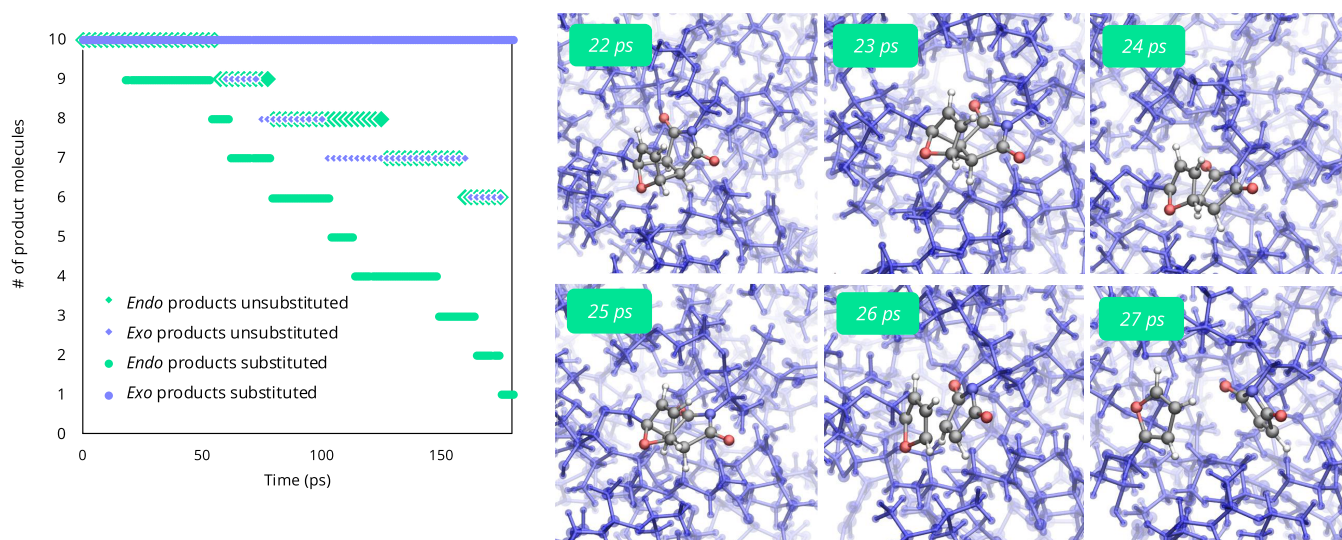 # of product molecules
10
9
8
7
6
5
4
3
2
1
0
Endo products unsubstituted
Exo products unsubstituted
Endo products substituted
Exo products substituted
0 50 100 150
Time (ps)
22 ps
23 ps
24 ps
25 ps
26 ps
27 ps